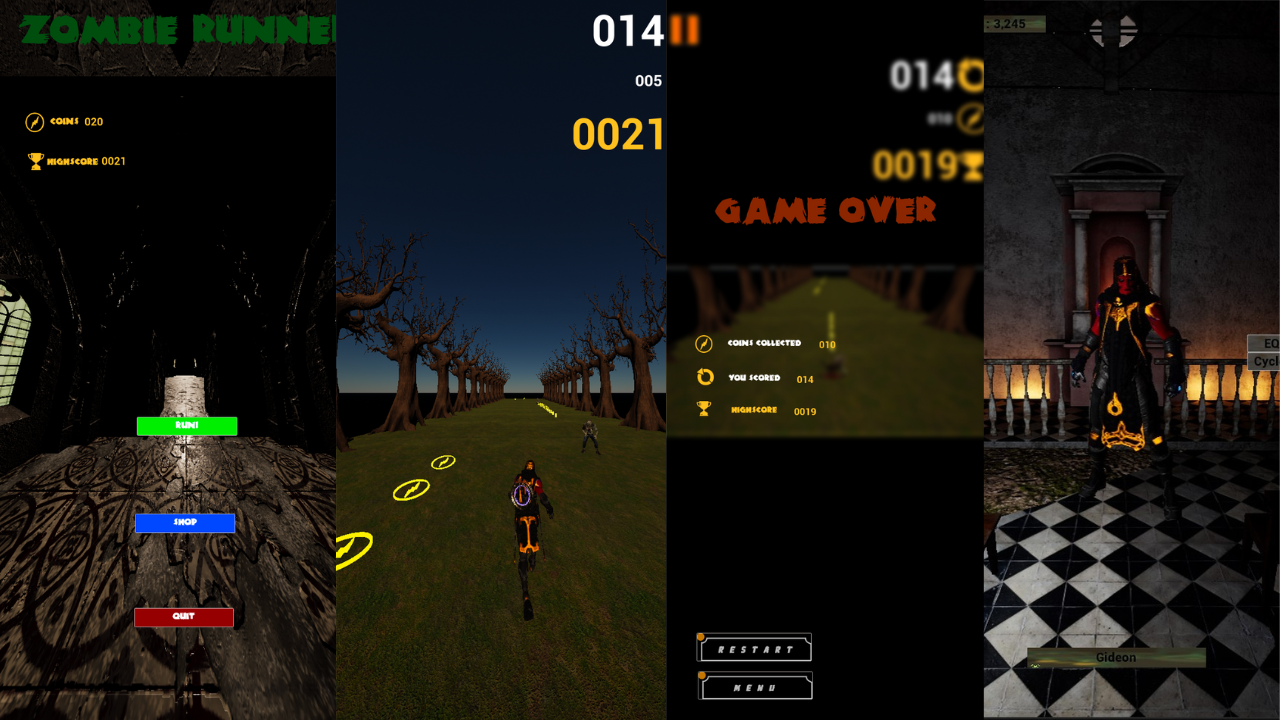 ZOMBIE RUNNE
COINS 020
HIGHSCORE 0021
RUN!
SHOP
QUIT
014
005
0021
014
010
0019
GAME OVER
COINS COLLECTED 010
YOU SCORED 014
HIGHSCORE 0019
RESTART
MENU
: 3,245
EQ
Cycl
Gideon